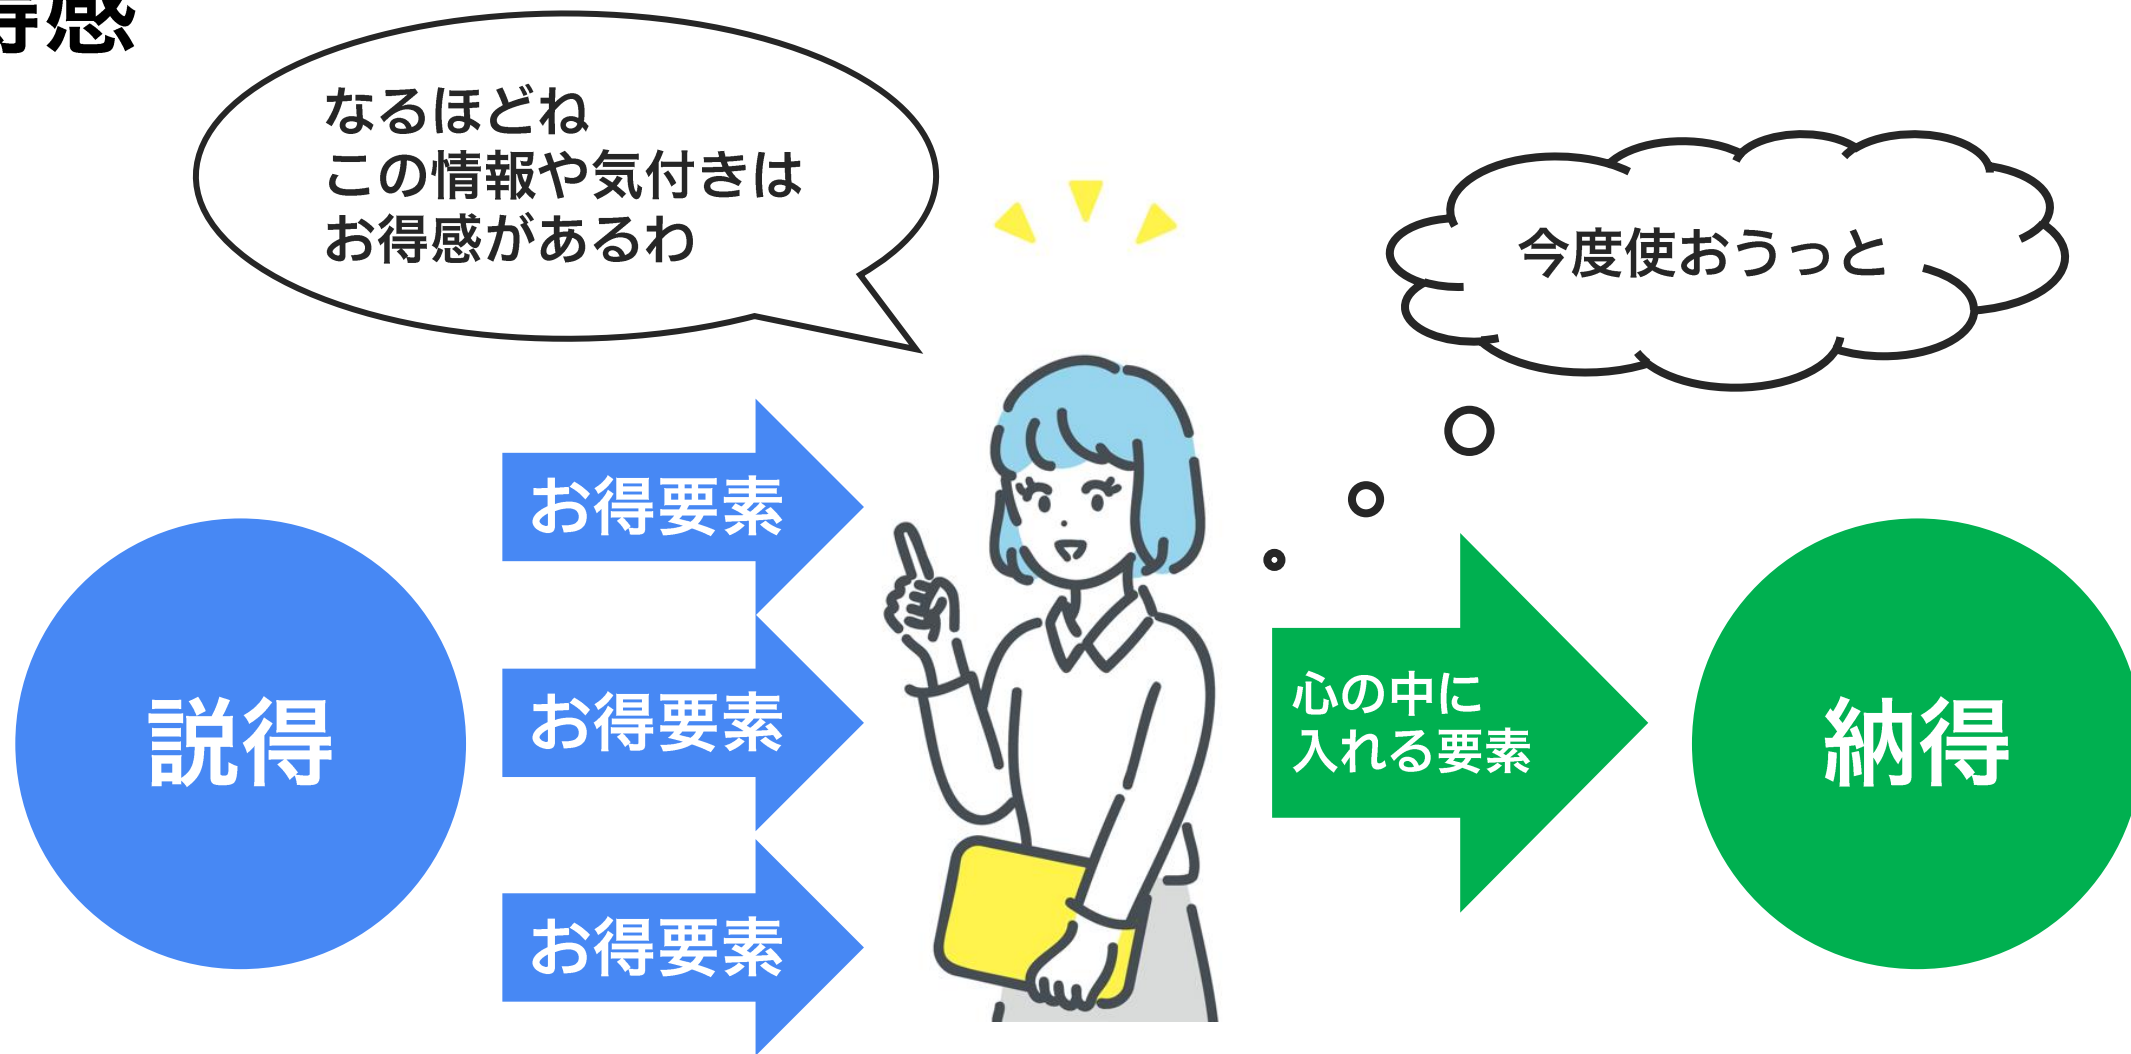 得感
なるほどね
この情報や気付きは
お得感があるわ
今度使おうっと
お得要素
お得要素
お得要素
説得
心の中に
入れる要素
納得